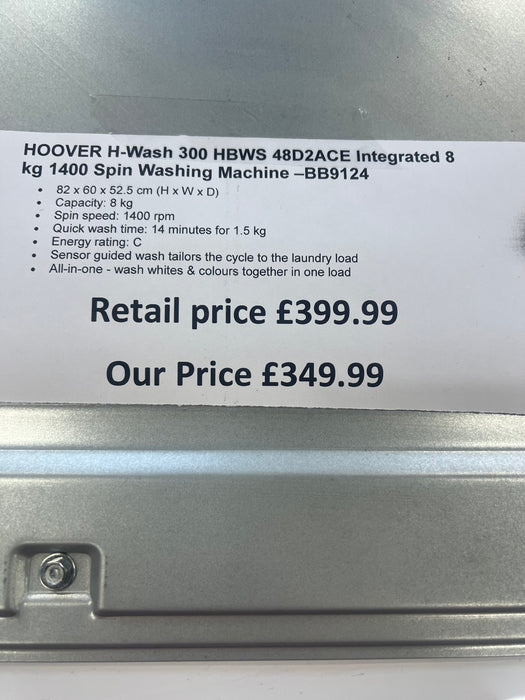 HOOVER H-Wash 300 HBWS 48D2ACE Integrated 8
kg 1400 Spin Washing Machine –BB9124
• 82 x 60 x 52.5 cm (H x W x D)
• Capacity: 8 kg
• Spin speed: 1400 rpm
• Quick wash time: 14 minutes for 1.5 kg
• Energy rating: C
• Sensor guided wash tailors the cycle to the laundry load
• All-in-one - wash whites & colours together in one load
Retail price £399.99
Our Price £349.99